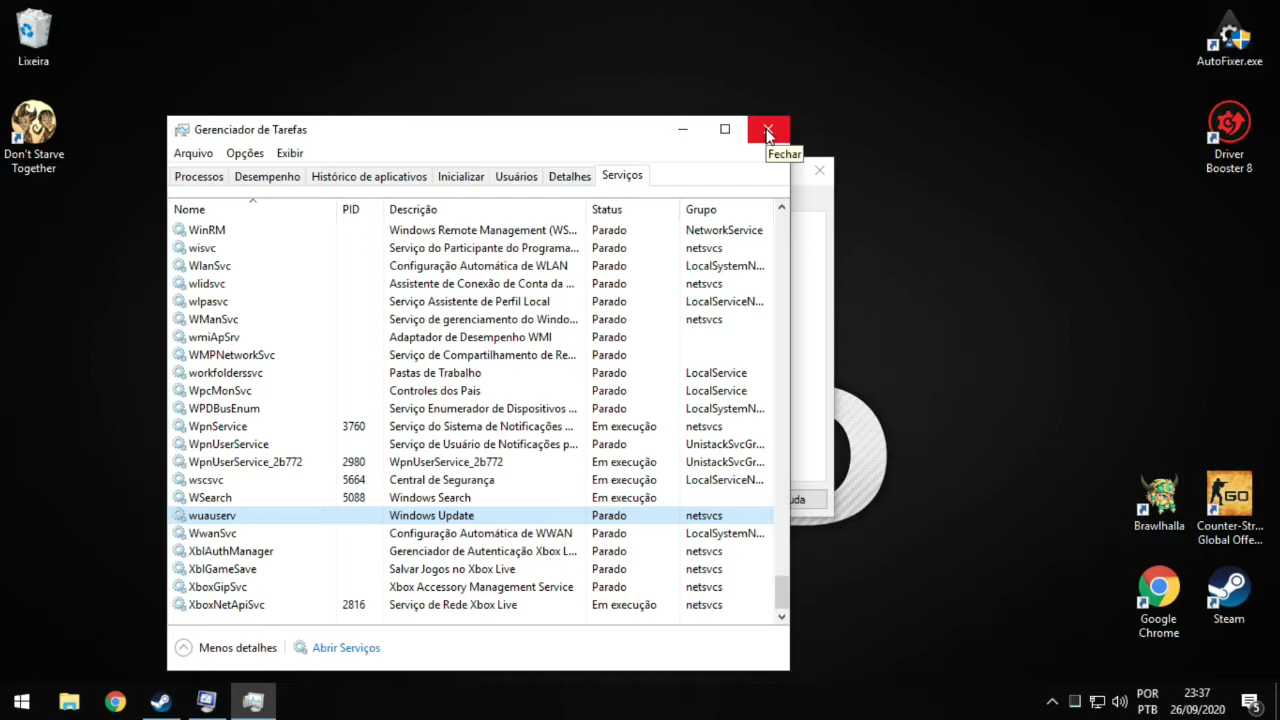 Lixeira
AutoFixer.exe
Don't Starve
Together
Driver
Booster 8
Gerenciador de Tarefas
Fechar
Arquivo Opções Exibir
Processos Desempenho Histórico de aplicativos Inicializar Usuários Detalhes Serviços
Nome PID Descrição Status Grupo
WinRM Windows Remote Management (WS... Parado NetworkService
wisvc Serviço do Participante do Programa... Parado netsvcs
WlanSvc Configuração Automática de WLAN Parado LocalSystemN...
wlidsvc Assistente de Conexão de Conta da ... Parado netsvcs
wlpasvc Serviço Assistente de Perfil Local Parado LocalServiceN...
WManSvc Serviço de gerenciamento do Windo... Parado netsvcs
wmiApSrv Adaptador de Desempenho WMI Parado
WMPNetworkSvc Serviço de Compartilhamento de Re... Parado
workfolderssvc Pastas de Trabalho Parado LocalService
WpcMonSvc Controles dos Pais Parado LocalService
WPDBusEnum Serviço Enumerador de Dispositivos ... Parado LocalSystemN...
WpnService 3760 Serviço do Sistema de Notificações ... Em execução netsvcs
WpnUserService Serviço de Usuário de Notificações p... Parado UnistackSvcGr...
WpnUserService_2b772 2980 WpnUserService_2b772 Em execução UnistackSvcGr...
wscsvc 5664 Central de Segurança Em execução LocalServiceN...
WSearch 5088 Windows Search Em execução
wuauserv Windows Update Parado netsvcs
WwanSvc Configuração Automática de WWAN Parado LocalSystemN...
XblAuthManager Gerenciador de Autenticação Xbox L... Parado netsvcs
XblGameSave Salvar Jogos no Xbox Live Parado netsvcs
XboxGipSvc Xbox Accessory Management Service Parado netsvcs
XboxNetApiSvc 2816 Serviço de Rede Xbox Live Em execução netsvcs
Menos detalhes Abrir Serviços
uda
Brawlhalla
Counter-Str...
Global Offe...
GO
Google
Chrome
Steam
POR
PTB
23:37
26/09/2020
5